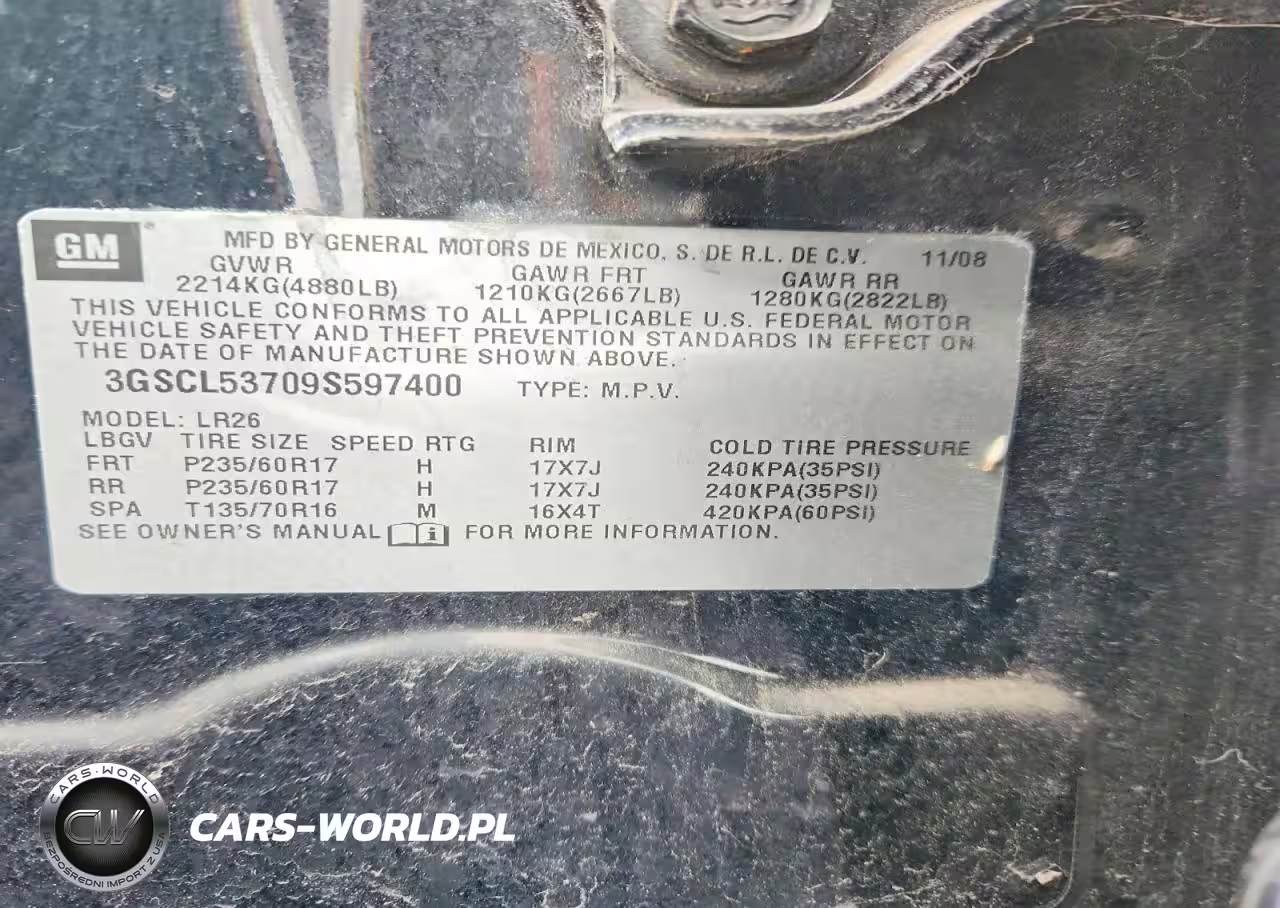 GM
MFD BY GENERAL MOTORS DE MEXICO, S. DE R.L. DE C.V. 11/08
GVWR GAWR FRT GAWR RR
2214KG(4880LB) 1210KG(2667LB) 1280KG(2822LB)
THIS VEHICLE CONFORMS TO ALL APPLICABLE U.S. FEDERAL MOTOR
VEHICLE SAFETY AND THEFT PREVENTION STANDARDS IN EFFECT ON
THE DATE OF MANUFACTURE SHOWN ABOVE.
3GSCL53709S597400 TYPE: M.P.V.
MODEL: LR26
LBGV TIRE SIZE SPEED RTG RIM COLD TIRE PRESSURE
FRT P235/60R17 H 17X7J 240KPA(35PSI)
RR P235/60R17 H 17X7J 240KPA(35PSI)
SPA T135/70R16 M 16X4T 420KPA(60PSI)
SEE OWNER'S MANUAL i FOR MORE INFORMATION.
CARS-WORLD
CW
BEZPOŚREDNI IMPORT Z USA
CARS-WORLD.PL